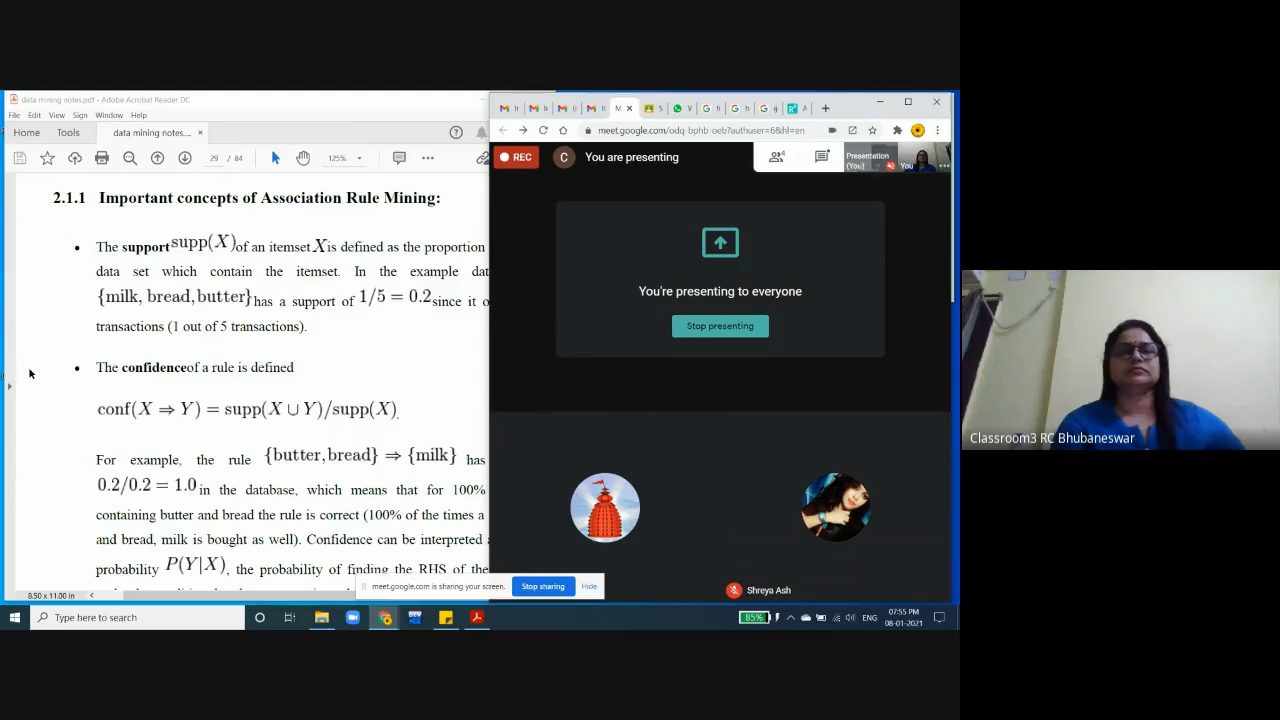 data mining notes.pdf - Adobe Acrobat Reader DC
File Edit View Sign Window Help
Home Tools data mining notes.... ×
29 / 84 125%
2.1.1 Important concepts of Association Rule Mining:
• The support supp(X) of an itemset X is defined as the proportion
data set which contain the itemset. In the example dat
{milk, bread, butter} has a support of 1/5 = 0.2 since it o
transactions (1 out of 5 transactions).
• The confidence of a rule is defined
conf(X ⇒ Y) = supp(X ∪ Y)/supp(X).
For example, the rule {butter, bread} ⇒ {milk} has
0.2/0.2 = 1.0 in the database, which means that for 100%
containing butter and bread the rule is correct (100% of the times a
and bread, milk is bought as well). Confidence can be interpreted a
probability P(Y|X), the probability of finding the RHS of the
8.50 x 11.00 in
meet.google.com/odq-bphb-oeb?authuser=6&hl=en
REC C You are presenting
4
Presentation
(You) You
You're presenting to everyone
Stop presenting
Shreya Ash
meet.google.com is sharing your screen. Stop sharing Hide
Type here to search
85% ENG 07:55 PM
08-01-2021
Classroom3 RC Bhubaneswar